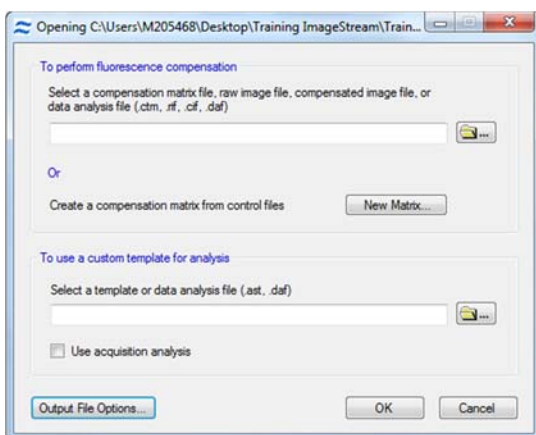 Opening C:\Users\M205468\Desktop\Training ImageStream\Train...
To perform fluorescence compensation
Select a compensation matrix file, raw image file, compensated image file, or
data analysis file (.ctm, .rif, .cif, .daf)
...
Or
Create a compensation matrix from control files
New Matrix...
To use a custom template for analysis
Select a template or data analysis file (.ast, .daf)
...
Use acquisition analysis
Output File Options...
OK
Cancel